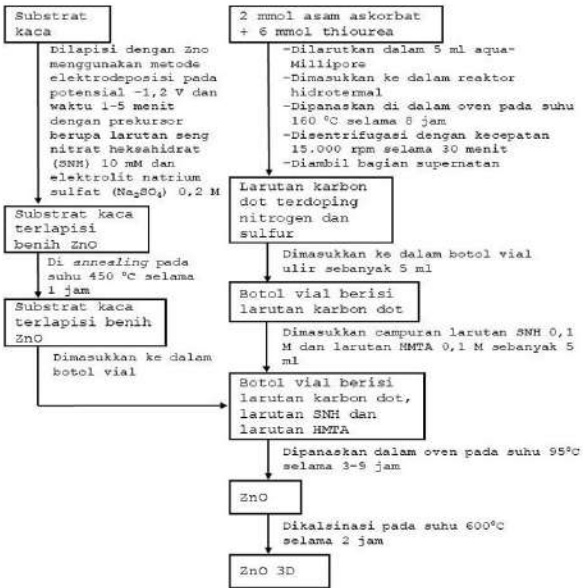 Substrat
kaca
Dilapisi dengan Zno
menggunakan metode
elektrodeposisi pada
potensial -1,2 V dan
waktu 1-5 menit
dengan prekursor
berupa larutan seng
nitrat heksahidrat
(SNH) 10 mM dan
elektrolit natrium
sulfat (Na₂SO₄) 0,2 M
Substrat kaca
terlapisi
benih ZnO
Di annealing pada
suhu 450 °C selama
1 jam
Substrat kaca
terlapisi benih
ZnO
Dimasukkan ke dalam
botol vial
2 mmol asam askorbat
+ 6 mmol thiourea
-Dilarutkan dalam 5 ml aqua-
Millipore
-Dimasukkan ke dalam reaktor
hidrotermal
-Dipanaskan di dalam oven pada suhu
160 °C selama 8 jam
-Disentrifugasi dengan kecepatan
15.000 rpm selama 30 menit
-Diambil bagian supernatan
Larutan karbon
dot terdoping
nitrogen dan
sulfur
Dimasukkan ke dalam botol vial
ulir sebanyak 5 ml
Botol vial berisi
larutan karbon dot
Dimasukkan campuran larutan SNH 0,1
M dan larutan HMTA 0,1 M sebanyak 5
ml
Botol vial berisi
larutan karbon dot,
larutan SNH dan
larutan HMTA
Dipanaskan dalam oven pada suhu 95°C
selama 3-9 jam
ZnO
Dikalsinasi pada suhu 600°C
selama 2 jam
ZnO 3D